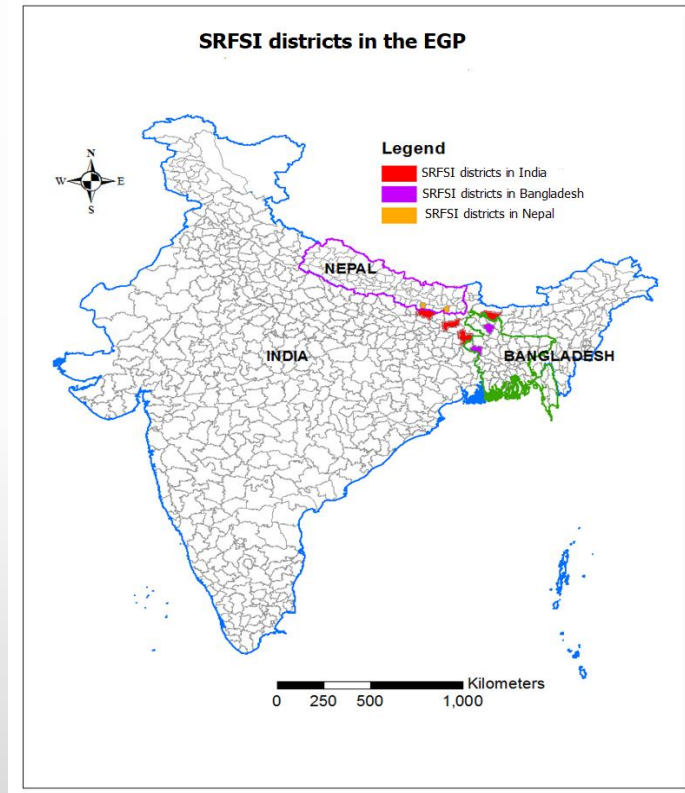 SRFSI districts in the EGP
N
W E
S
Legend
SRFSI districts in India
SRFSI districts in Bangladesh
SRFSI districts in Nepal
NEPAL
INDIA
BANGLADESH
Kilometers
0 250 500 1,000